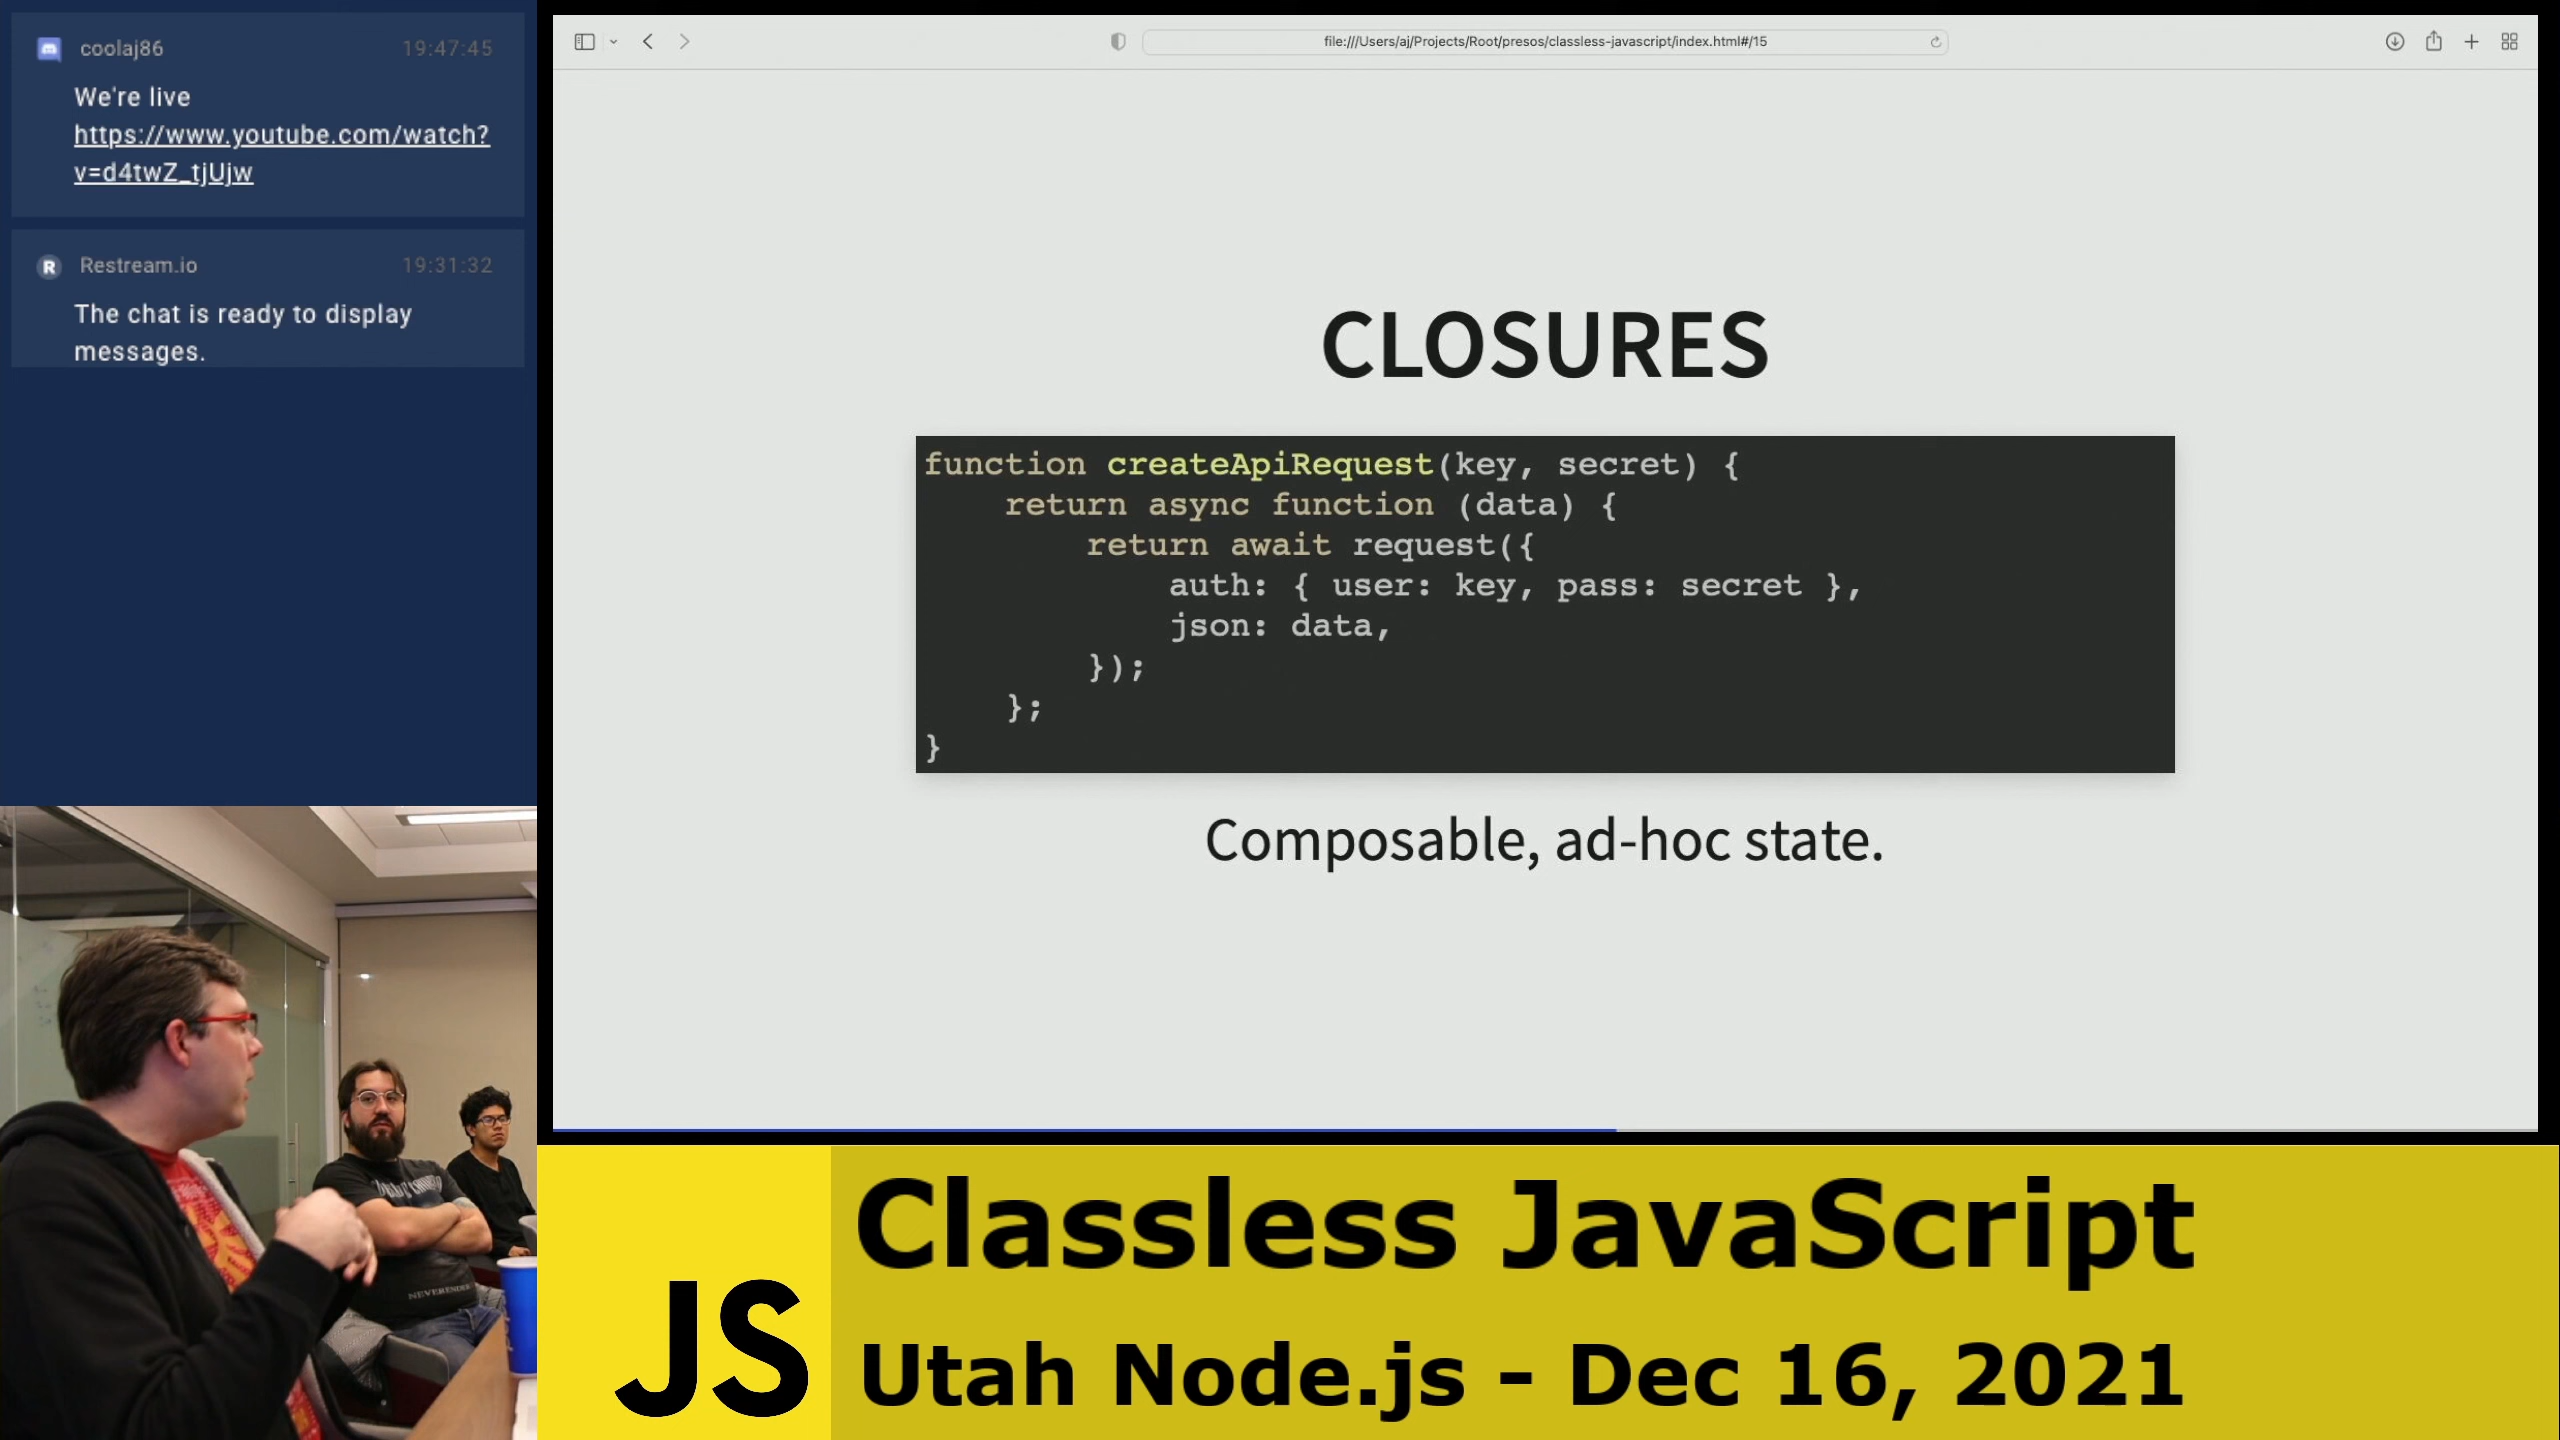 coolaj86 19:47:45
We're live
https://www.youtube.com/watch?
v=d4twZ_tjUjw
R Restream.io 19:31:32
The chat is ready to display
messages.
file:///Users/aj/Projects/Root/presos/classless-javascript/index.html#/15
CLOSURES
function createApiRequest(key, secret) {
    return async function (data) {
        return await request({
            auth: { user: key, pass: secret },
            json: data,
        });
    };
}
Composable, ad-hoc state.
NEVERENDER
JS
Classless JavaScript
Utah Node.js - Dec 16, 2021